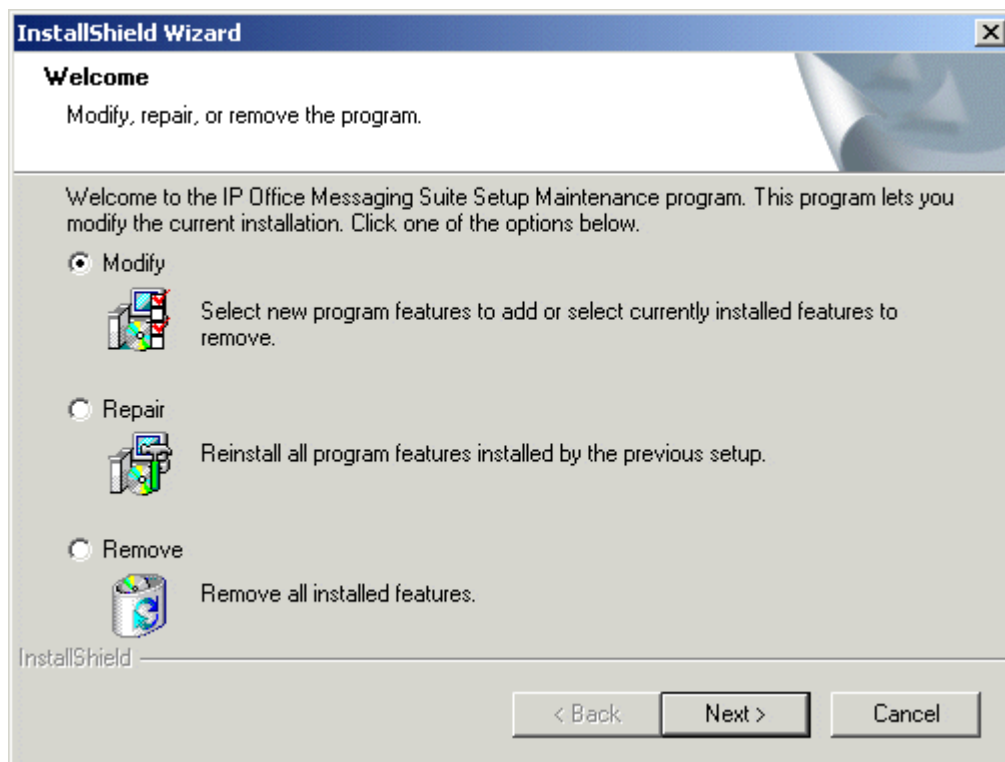 InstallShield Wizard
Welcome
Modify, repair, or remove the program.
Welcome to the IP Office Messaging Suite Setup Maintenance program. This program lets you
modify the current installation. Click one of the options below.
Modify
Select new program features to add or select currently installed features to
remove.
Repair
Reinstall all program features installed by the previous setup.
Remove
Remove all installed features.
InstallShield
< Back
Next >
Cancel